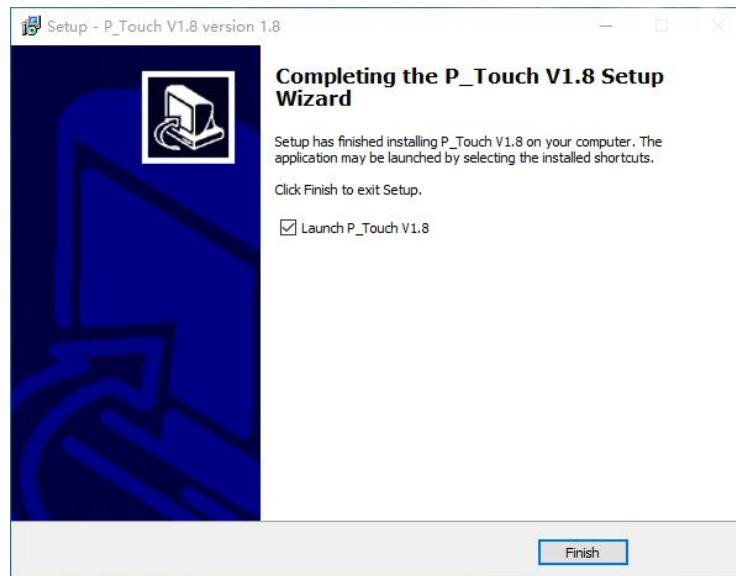 Setup - P_Touch V1.8 version 1.8
Completing the P_Touch V1.8 Setup
Wizard
Setup has finished installing P_Touch V1.8 on your computer. The
application may be launched by selecting the installed shortcuts.
Click Finish to exit Setup.
Launch P_Touch V1.8
Finish